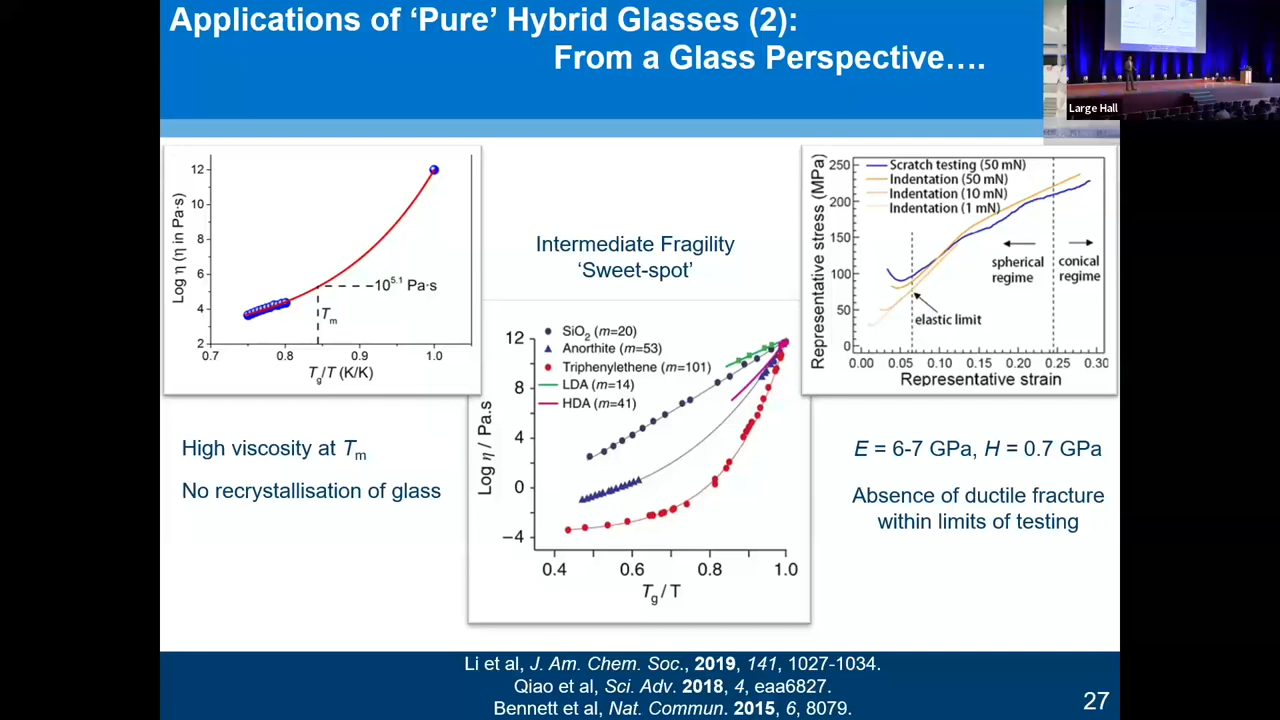 Applications of ‘Pure’ Hybrid Glasses (2):
From a Glass Perspective….
Large Hall
Log η (η in Pa·s)
12
10
8
6
4
2
10^5.1 Pa·s
T_m
0.7
0.8
0.9
1.0
T_g/T (K/K)
Intermediate Fragility
‘Sweet-spot’
Representative stress (MPa)
250
200
150
100
50
0
Scratch testing (50 mN)
Indentation (50 mN)
Indentation (10 mN)
Indentation (1 mN)
spherical
regime
conical
regime
elastic limit
0.00
0.05
0.10
0.15
0.20
0.25
0.30
Representative strain
Log η / Pa.s
12
8
4
0
−4
SiO₂ (m=20)
Anorthite (m=53)
Triphenylethene (m=101)
LDA (m=14)
HDA (m=41)
0.4
0.6
0.8
1.0
T_g / T
High viscosity at T_m
No recrystallisation of glass
E = 6-7 GPa, H = 0.7 GPa
Absence of ductile fracture
within limits of testing
Li et al, J. Am. Chem. Soc., 2019, 141, 1027-1034.
Qiao et al, Sci. Adv. 2018, 4, eaa6827.
Bennett et al, Nat. Commun. 2015, 6, 8079.
27